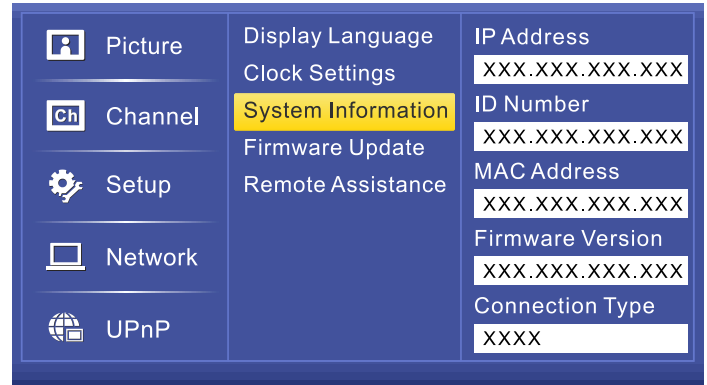 Picture
Ch Channel
Setup
Network
UPnP
Display Language
Clock Settings
System Information
Firmware Update
Remote Assistance
IP Address
XXX.XXX.XXX.XXX
ID Number
XXX.XXX.XXX.XXX
MAC Address
XXX.XXX.XXX.XXX
Firmware Version
XXX.XXX.XXX.XXX
Connection Type
XXXX